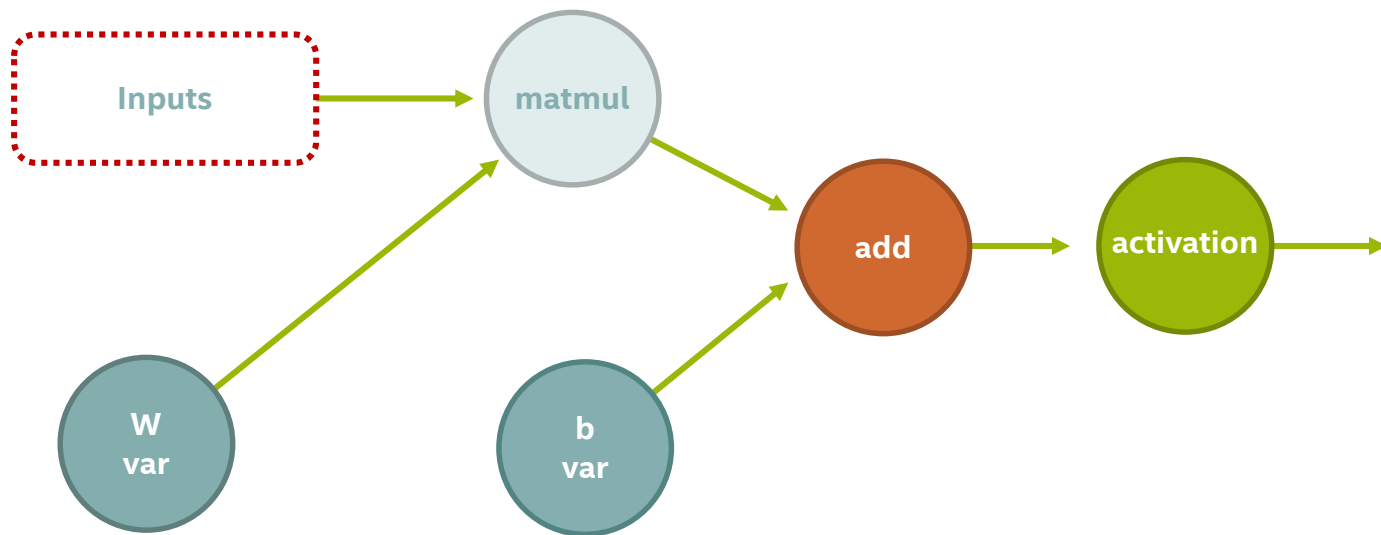 Inputs
matmul
add
activation
W
var
b
var